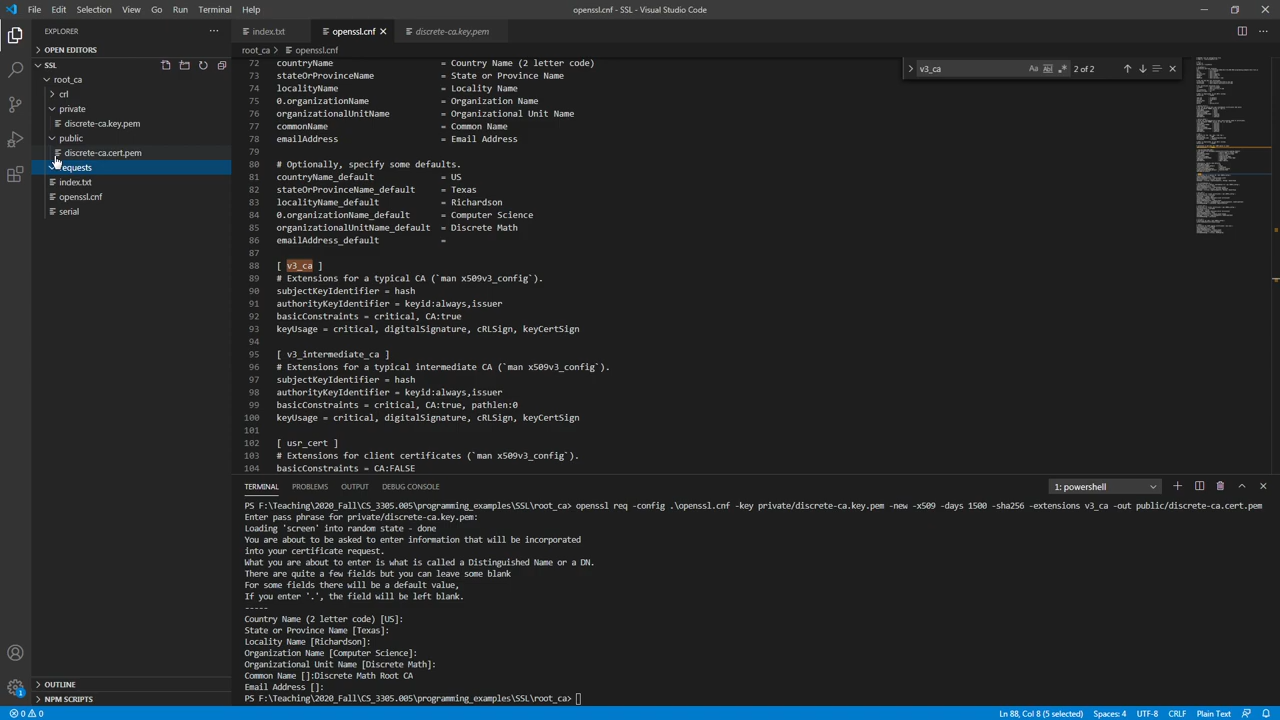 File Edit Selection View Go Run Terminal Help
openssl.cnf - SSL - Visual Studio Code
EXPLORER
OPEN EDITORS
SSL
root_ca
crl
private
discrete-ca.key.pem
public
discrete-ca.cert.pem
requests
index.txt
openssl.cnf
serial
OUTLINE
NPM SCRIPTS
index.txt openssl.cnf discrete-ca.key.pem
root_ca > openssl.cnf
v3_ca Aa Abl .* 2 of 2
72 countryName = Country Name (2 letter code)
73 stateOrProvinceName = State or Province Name
74 localityName = Locality Name
75 0.organizationName = Organization Name
76 organizationalUnitName = Organizational Unit Name
77 commonName = Common Name
78 emailAddress = Email Address
79
80 # Optionally, specify some defaults.
81 countryName_default = US
82 stateOrProvinceName_default = Texas
83 localityName_default = Richardson
84 0.organizationName_default = Computer Science
85 organizationalUnitName_default = Discrete Math
86 emailAddress_default =
87
88 [ v3_ca ]
89 # Extensions for a typical CA (`man x509v3_config`).
90 subjectKeyIdentifier = hash
91 authorityKeyIdentifier = keyid:always,issuer
92 basicConstraints = critical, CA:true
93 keyUsage = critical, digitalSignature, cRLSign, keyCertSign
94
95 [ v3_intermediate_ca ]
96 # Extensions for a typical intermediate CA (`man x509v3_config`).
97 subjectKeyIdentifier = hash
98 authorityKeyIdentifier = keyid:always,issuer
99 basicConstraints = critical, CA:true, pathlen:0
100 keyUsage = critical, digitalSignature, cRLSign, keyCertSign
101
102 [ usr_cert ]
103 # Extensions for client certificates (`man x509v3_config`).
104 basicConstraints = CA:FALSE
TERMINAL PROBLEMS OUTPUT DEBUG CONSOLE
1: powershell
PS F:\Teaching\2020_Fall\CS_3305.005\programming_examples\SSL\root_ca> openssl req -config .\openssl.cnf -key private/discrete-ca.key.pem -new -x509 -days 1500 -sha256 -extensions v3_ca -out public/discrete-ca.cert.pem
Enter pass phrase for private/discrete-ca.key.pem:
Loading 'screen' into random state - done
You are about to be asked to enter information that will be incorporated
into your certificate request.
What you are about to enter is what is called a Distinguished Name or a DN.
There are quite a few fields but you can leave some blank
For some fields there will be a default value,
If you enter '.', the field will be left blank.
-----
Country Name (2 letter code) [US]:
State or Province Name [Texas]:
Locality Name [Richardson]:
Organization Name [Computer Science]:
Organizational Unit Name [Discrete Math]:
Common Name []:Discrete Math Root CA
Email Address []:
PS F:\Teaching\2020_Fall\CS_3305.005\programming_examples\SSL\root_ca>
1
0 0
Ln 88, Col 8 (5 selected) Spaces: 4 UTF-8 CRLF Plain Text